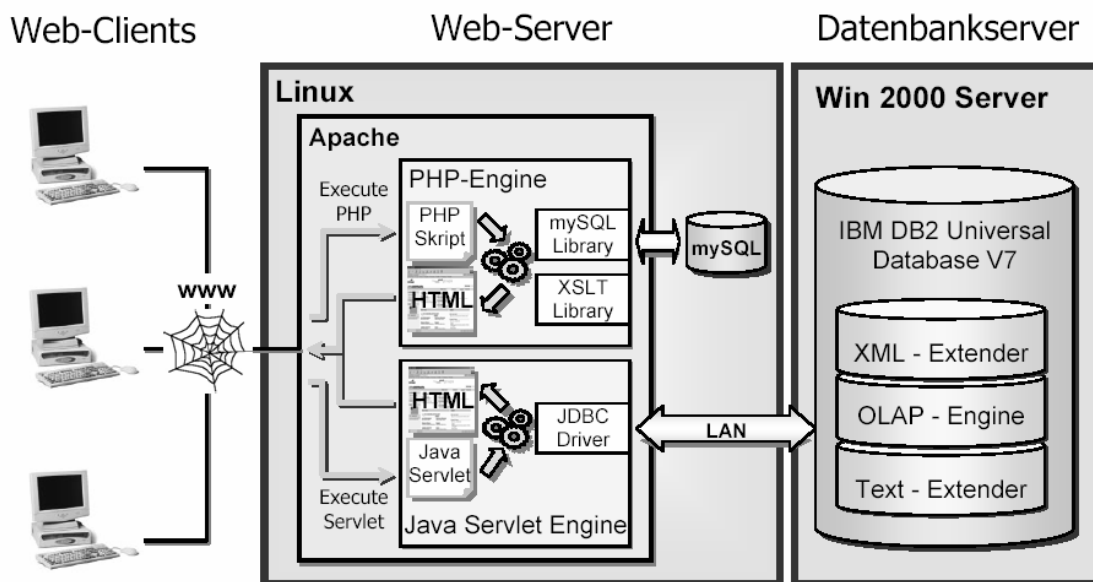 Web-Clients
Web-Server
Datenbankserver
www
Linux
Apache
Execute
PHP
PHP-Engine
PHP
Skript
HTML
mySQL
Library
XSLT
Library
mySQL
HTML
Java
Servlet
JDBC
Driver
Execute
Servlet
Java Servlet Engine
LAN
Win 2000 Server
IBM DB2 Universal
Database V7
XML - Extender
OLAP - Engine
Text - Extender